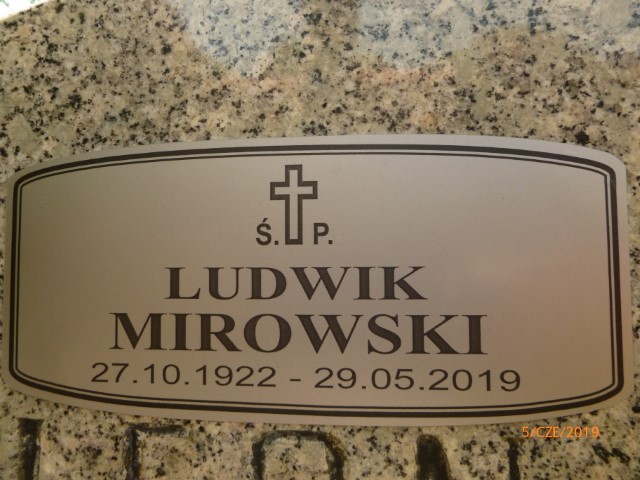 Ś. P.
LUDWIK
MIROWSKI
27.10.1922 - 29.05.2019
5/CZE/2019